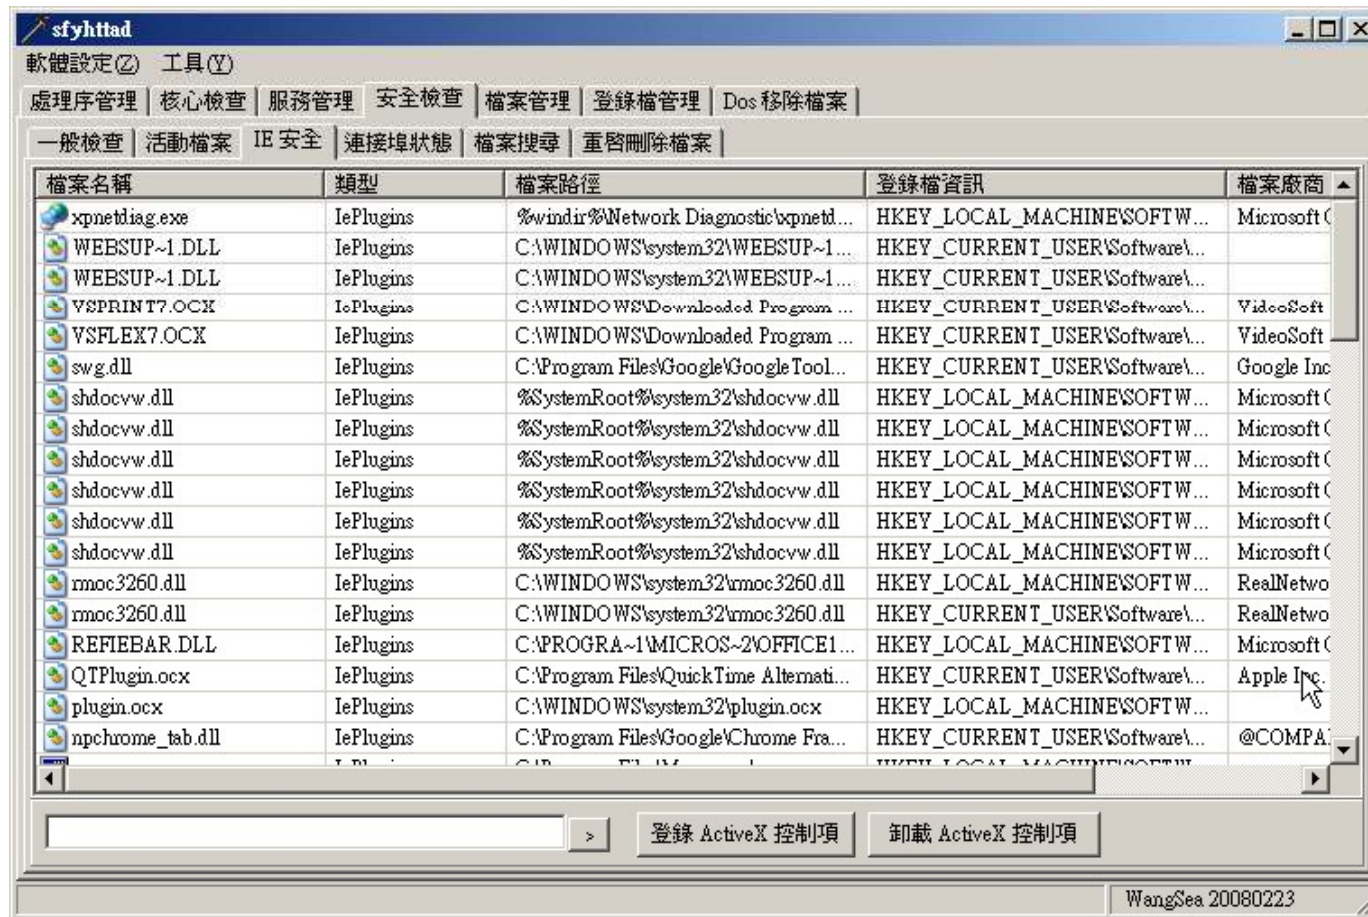 sfyhttad
軟體設定(Z) 工具(Y)
處理序管理 核心檢查 服務管理 安全檢查 檔案管理 登錄檔管理 Dos 移除檔案
一般檢查 活動檔案 IE 安全 連接埠狀態 檔案搜尋 重啓刪除檔案
檔案名稱 類型 檔案路徑 登錄檔資訊 檔案廠商
xpnetdiag.exe IePlugins %windir%\Network Diagnostic\xpnetd... HKEY_LOCAL_MACHINE\SOFTW... Microsoft
WEBSUP~1.DLL IePlugins C:\WINDOWS\system32\WEBSUP~1... HKEY_CURRENT_USER\Software\...
WEBSUP~1.DLL IePlugins C:\WINDOWS\system32\WEBSUP~1... HKEY_CURRENT_USER\Software\...
VSPRINT7.OCX IePlugins C:\WINDOWS\Downloaded Program ... HKEY_CURRENT_USER\Software\... VideoSoft
VSFLEX7.OCX IePlugins C:\WINDOWS\Downloaded Program ... HKEY_CURRENT_USER\Software\... VideoSoft
swg.dll IePlugins C:\Program Files\Google\GoogleTool... HKEY_CURRENT_USER\Software\... Google Inc
shdocvw.dll IePlugins %SystemRoot%\system32\shdocvw.dll HKEY_LOCAL_MACHINE\SOFTW... Microsoft
shdocvw.dll IePlugins %SystemRoot%\system32\shdocvw.dll HKEY_LOCAL_MACHINE\SOFTW... Microsoft
shdocvw.dll IePlugins %SystemRoot%\system32\shdocvw.dll HKEY_LOCAL_MACHINE\SOFTW... Microsoft
shdocvw.dll IePlugins %SystemRoot%\system32\shdocvw.dll HKEY_LOCAL_MACHINE\SOFTW... Microsoft
shdocvw.dll IePlugins %SystemRoot%\system32\shdocvw.dll HKEY_LOCAL_MACHINE\SOFTW... Microsoft
shdocvw.dll IePlugins %SystemRoot%\system32\shdocvw.dll HKEY_LOCAL_MACHINE\SOFTW... Microsoft
rmoc3260.dll IePlugins C:\WINDOWS\system32\rmoc3260.dll HKEY_LOCAL_MACHINE\SOFTW... RealNetwo
rmoc3260.dll IePlugins C:\WINDOWS\system32\rmoc3260.dll HKEY_CURRENT_USER\Software\... RealNetwo
REFIEBAR.DLL IePlugins C:\PROGRA~1\MICROS~2\OFFICE1... HKEY_LOCAL_MACHINE\SOFTW... Microsoft
QTPlugin.ocx IePlugins C:\Program Files\QuickTime Alternati... HKEY_CURRENT_USER\Software\... Apple Inc.
plugin.ocx IePlugins C:\WINDOWS\system32\plugin.ocx HKEY_LOCAL_MACHINE\SOFTW...
npchrome_tab.dll IePlugins C:\Program Files\Google\Chrome Fra... HKEY_CURRENT_USER\Software\... @COMPA
> 登錄 ActiveX 控制項 卸載 ActiveX 控制項
WangSea 20080223